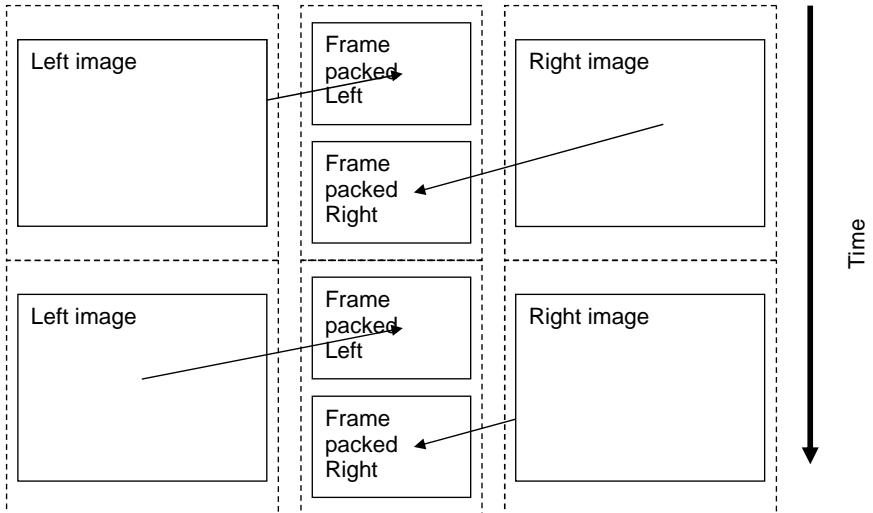 Left image
Frame
packed
Left
Right image
Frame
packed
Right
Time
Left image
Frame
packed
Left
Right image
Frame
packed
Right